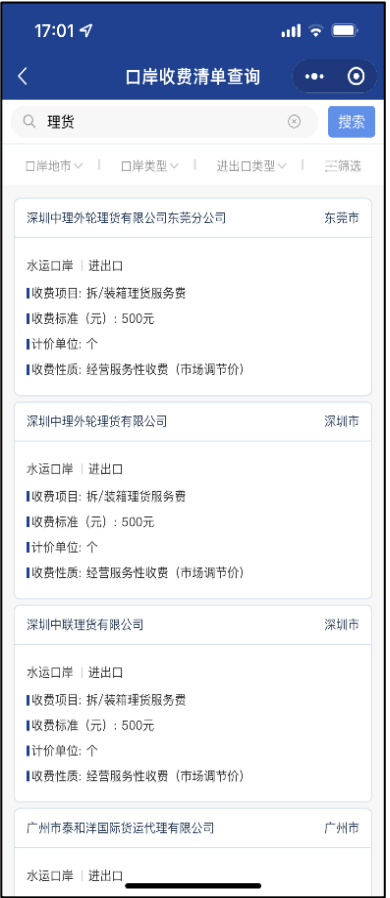 17:01
口岸收费清单查询
理货
搜索
口岸地市 口岸类型 进出口类型 筛选
深圳中理外轮理货有限公司东莞分公司 东莞市
水运口岸 | 进出口
收费项目: 拆/装箱理货服务费
收费标准（元）: 500元
计价单位: 个
收费性质: 经营服务性收费（市场调节价）
深圳中理外轮理货有限公司 深圳市
水运口岸 | 进出口
收费项目: 拆/装箱理货服务费
收费标准（元）: 500元
计价单位: 个
收费性质: 经营服务性收费（市场调节价）
深圳中联理货有限公司 深圳市
水运口岸 | 进出口
收费项目: 拆/装箱理货服务费
收费标准（元）: 500元
计价单位: 个
收费性质: 经营服务性收费（市场调节价）
广州市泰和洋国际货运代理有限公司 广州市
水运口岸 | 进出口